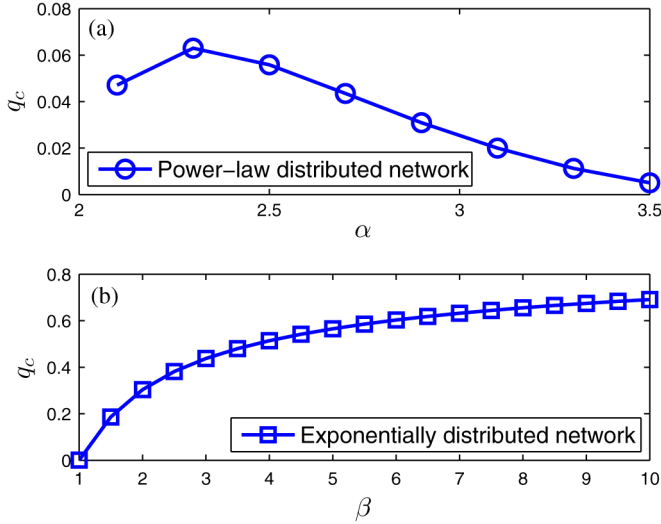 (a)
0.08
0.06
0.04
0.02
0
q_c
Power-law distributed network
2 2.5 3 3.5
α
(b)
0.8
0.6
0.4
0.2
0
q_c
Exponentially distributed network
1 2 3 4 5 6 7 8 9 10
β